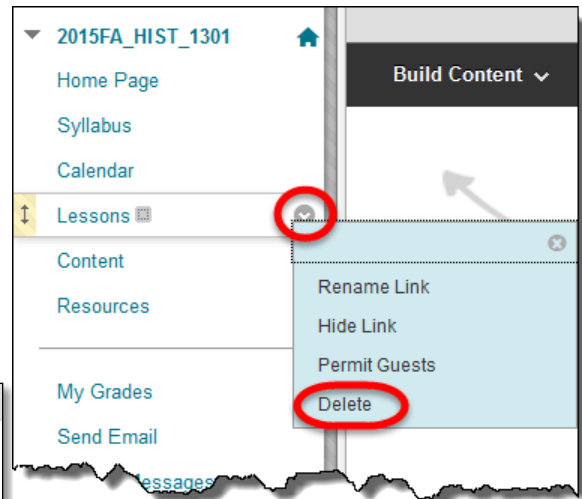 2015FA_HIST_1301
Build Content
Home Page
Syllabus
Calendar
Lessons
Content
Resources
Rename Link
Hide Link
Permit Guests
Delete
My Grades
Send Email
essages